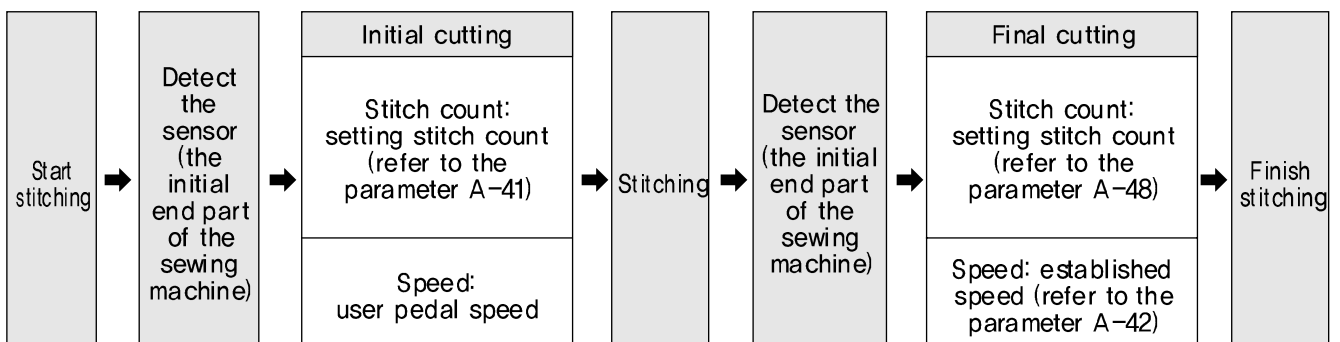 Start
stitching
Detect
the
sensor
(the
initial
end part
of the
sewing
machine)
Initial cutting
Stitch count:
setting stitch count
(refer to the
parameter A-41)
Speed:
user pedal speed
Stitching
Detect the
sensor
(the initial
end part
of the
sewing
machine)
Final cutting
Stitch count:
setting stitch count
(refer to the
parameter A-48)
Speed: established
speed (refer to the
parameter A-42)
Finish
stitching